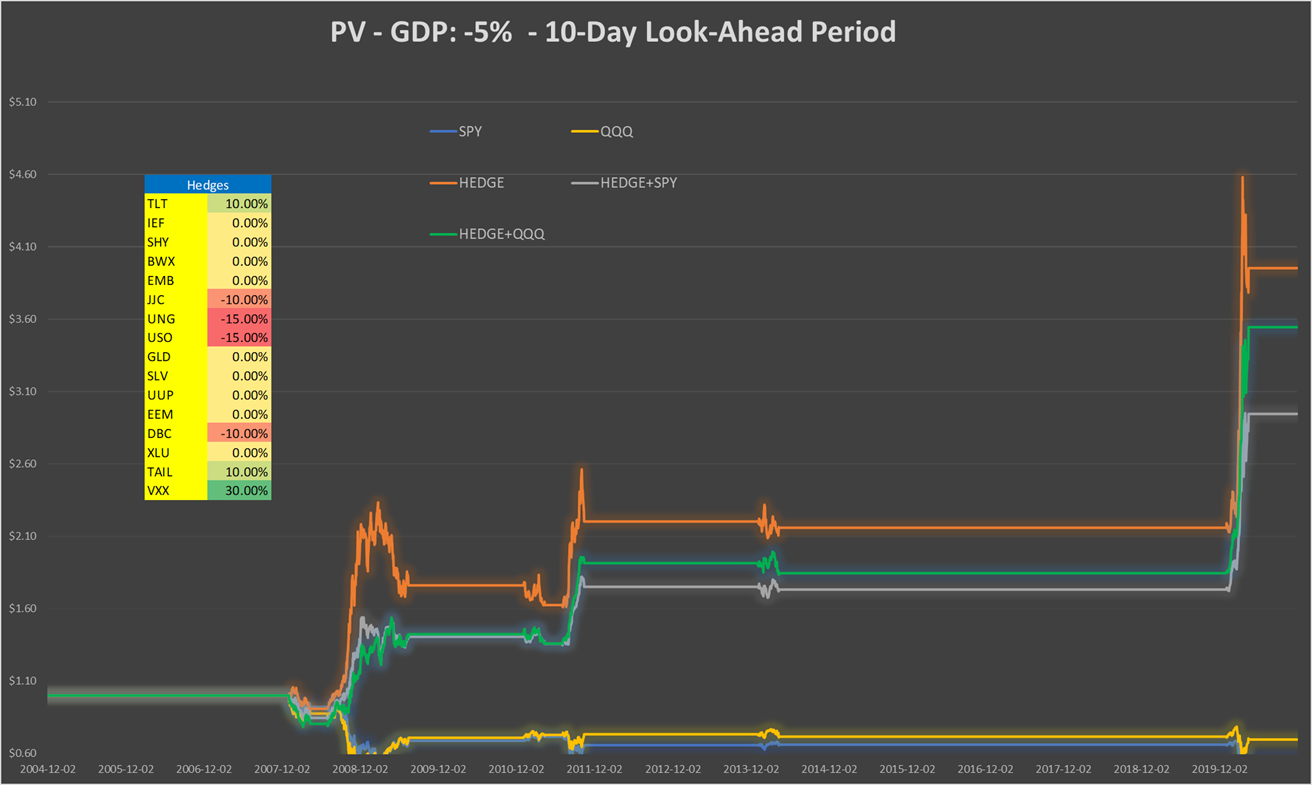 PV - GDP: -5%  - 10-Day Look-Ahead Period
$5.10
$4.60
$4.10
$3.60
$3.10
$2.60
$2.10
$1.60
$1.10
$0.60
SPY QQQ
HEDGE HEDGE+SPY
HEDGE+QQQ
Hedges
TLT 10.00%
IEF 0.00%
SHY 0.00%
BWX 0.00%
EMB 0.00%
JJC -10.00%
UNG -15.00%
USO -15.00%
GLD 0.00%
SLV 0.00%
UUP 0.00%
EEM 0.00%
DBC -10.00%
XLU 0.00%
TAIL 10.00%
VXX 30.00%
2004-12-02 2005-12-02 2006-12-02 2007-12-02 2008-12-02 2009-12-02 2010-12-02 2011-12-02 2012-12-02 2013-12-02 2014-12-02 2015-12-02 2016-12-02 2017-12-02 2018-12-02 2019-12-02